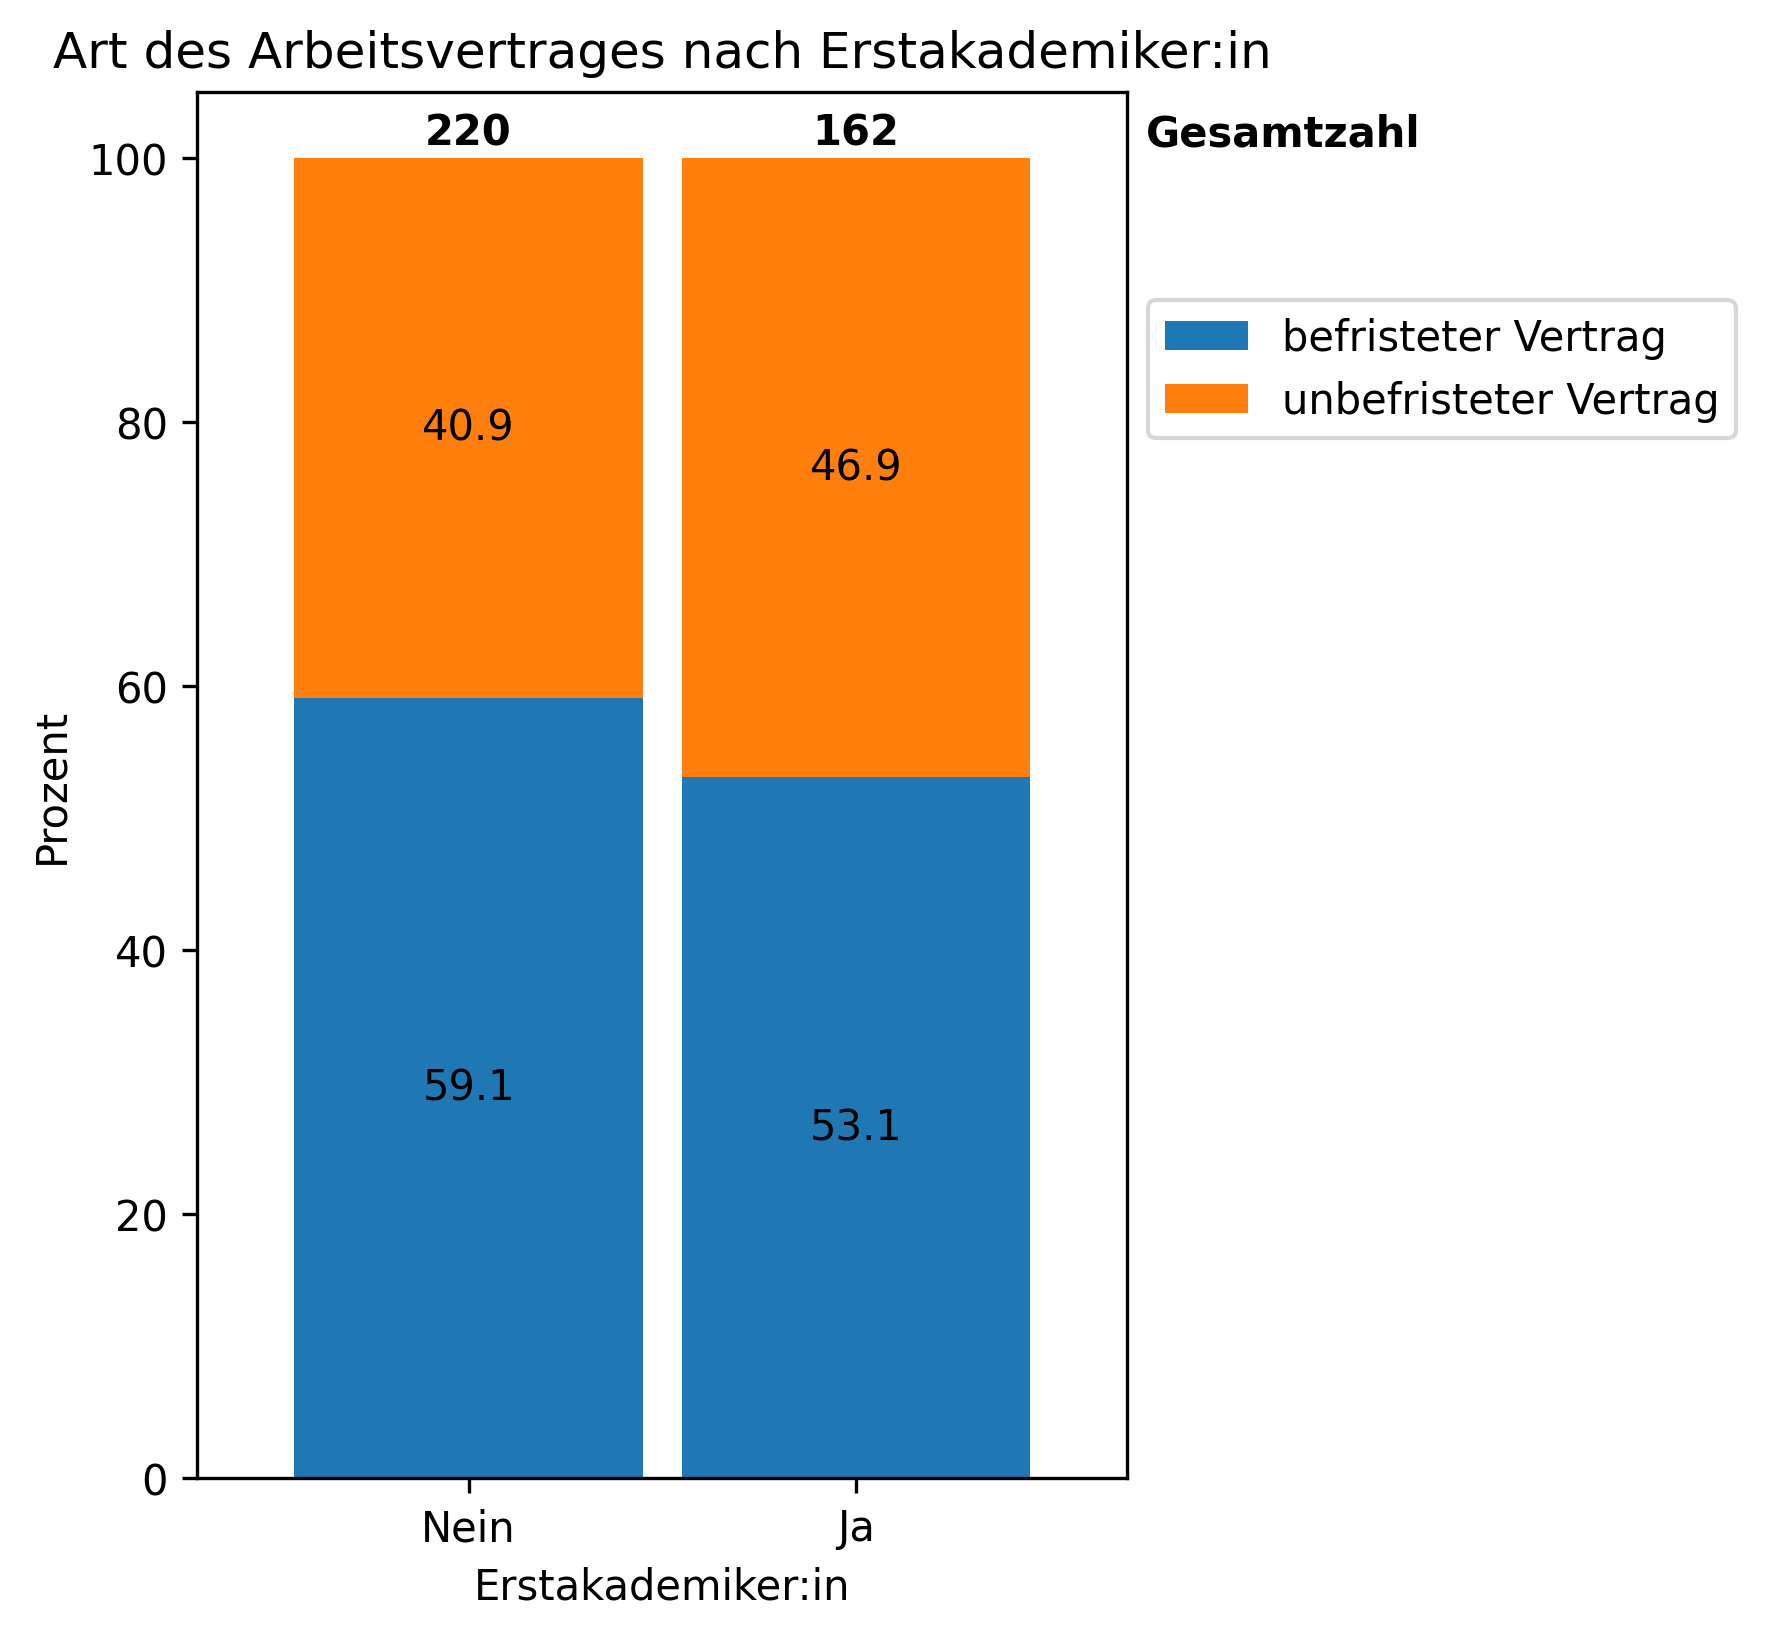 Art des Arbeitsvertrages nach Erstakademiker:in
220
162
Gesamtzahl
100
80
60
40
20
0
Prozent
40.9
46.9
59.1
53.1
befristeter Vertrag
unbefristeter Vertrag
Nein
Ja
Erstakademiker:in